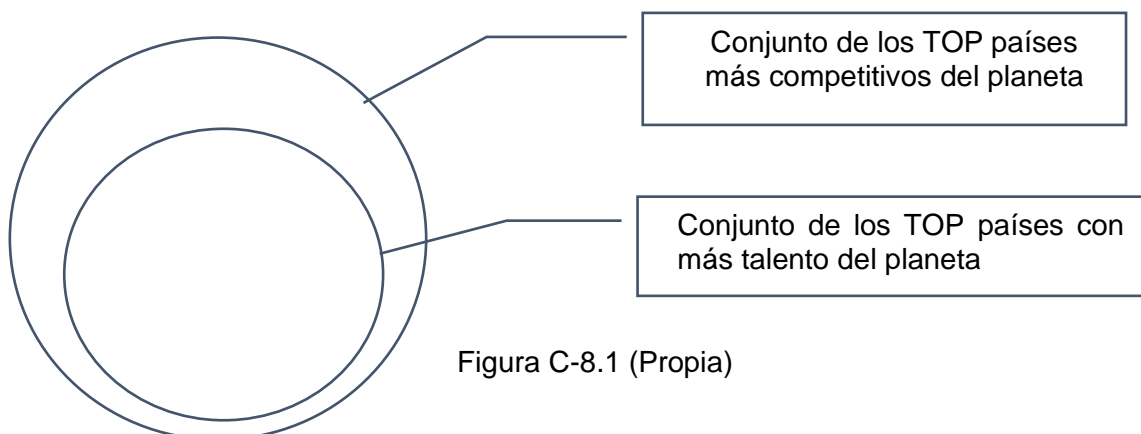 Conjunto de los TOP países
más competitivos del planeta
Conjunto de los TOP países con
más talento del planeta
Figura C-8.1 (Propia)